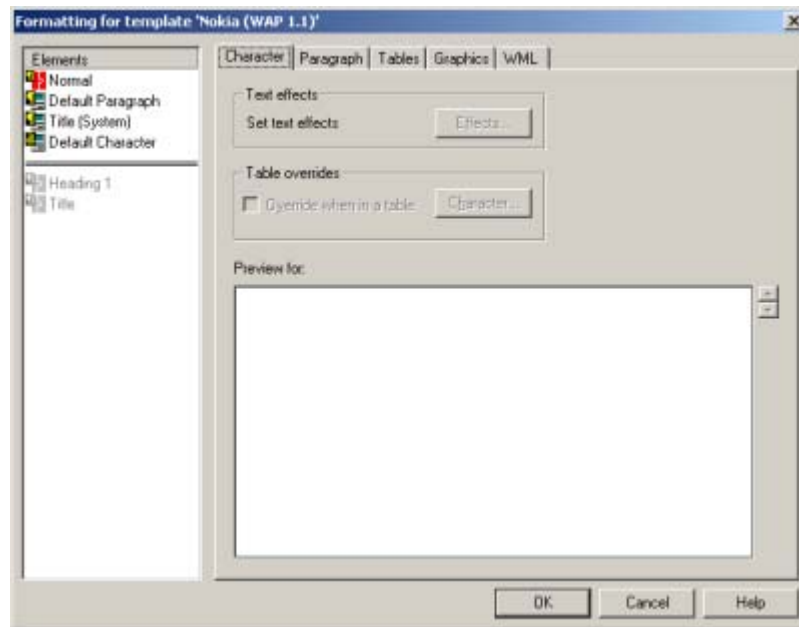 Formatting for template 'Nokia (WAP 1.1)'
Elements
Normal
Default Paragraph
Title (System)
Default Character
Heading 1
Title
Character Paragraph Tables Graphics WML
Text effects
Set text effects Effects...
Table overrides
Override when in a table Character...
Preview for:
OK Cancel Help